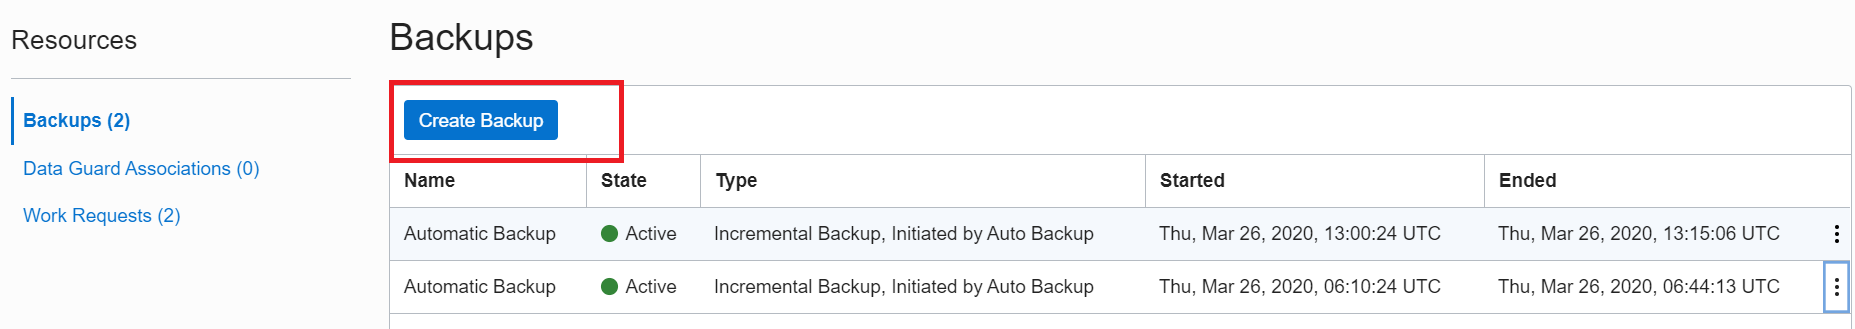 Resources
Backups (2)
Data Guard Associations (0)
Work Requests (2)
Backups
Create Backup
Name State Type Started Ended
Automatic Backup Active Incremental Backup, Initiated by Auto Backup Thu, Mar 26, 2020, 13:00:24 UTC Thu, Mar 26, 2020, 13:15:06 UTC
Automatic Backup Active Incremental Backup, Initiated by Auto Backup Thu, Mar 26, 2020, 06:10:24 UTC Thu, Mar 26, 2020, 06:44:13 UTC